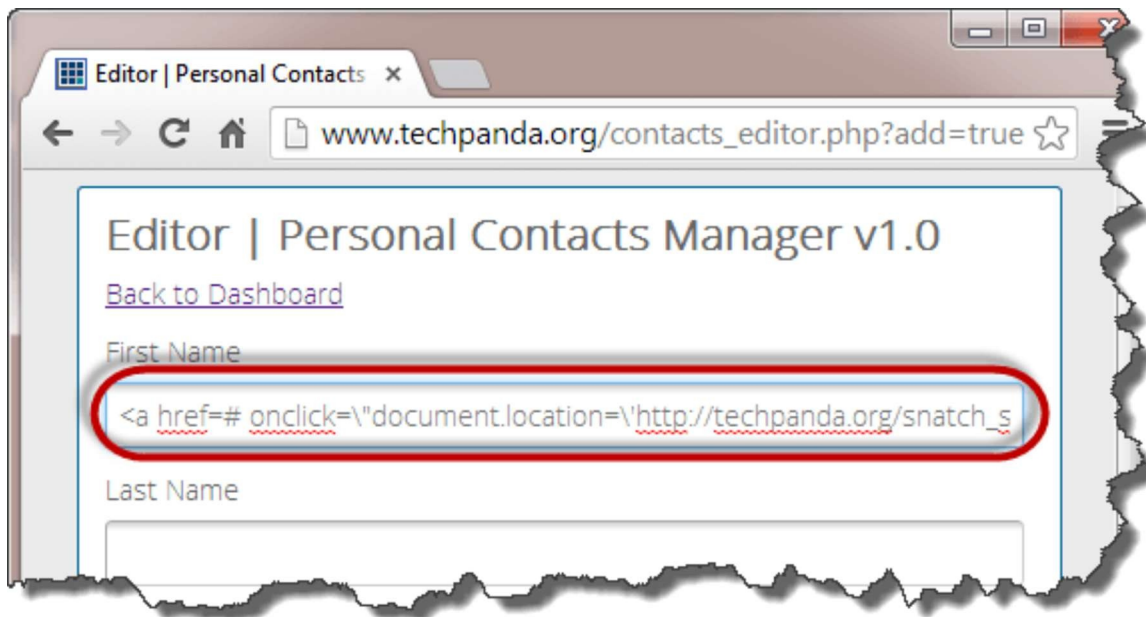 Editor | Personal Contacts
www.techpanda.org/contacts_editor.php?add=true
Editor | Personal Contacts Manager v1.0
Back to Dashboard
First Name
<a href=# onclick=\"document.location=\'http://techpanda.org/snatch_s
Last Name